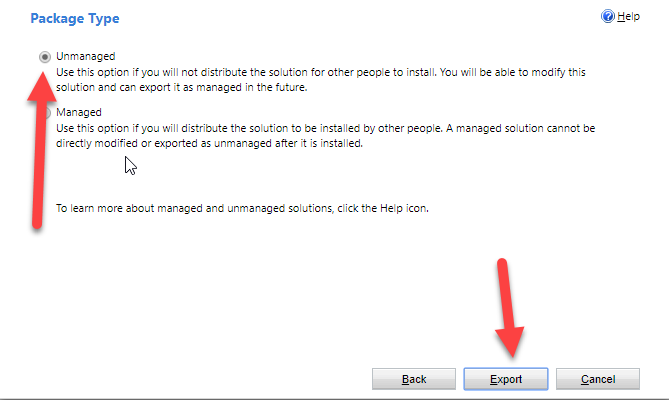 Package Type
Help
Unmanaged
Use this option if you will not distribute the solution for other people to install. You will be able to modify this
solution and can export it as managed in the future.
Managed
Use this option if you will distribute the solution to be installed by other people. A managed solution cannot be
directly modified or exported as unmanaged after it is installed.
To learn more about managed and unmanaged solutions, click the Help icon.
Back
Export
Cancel